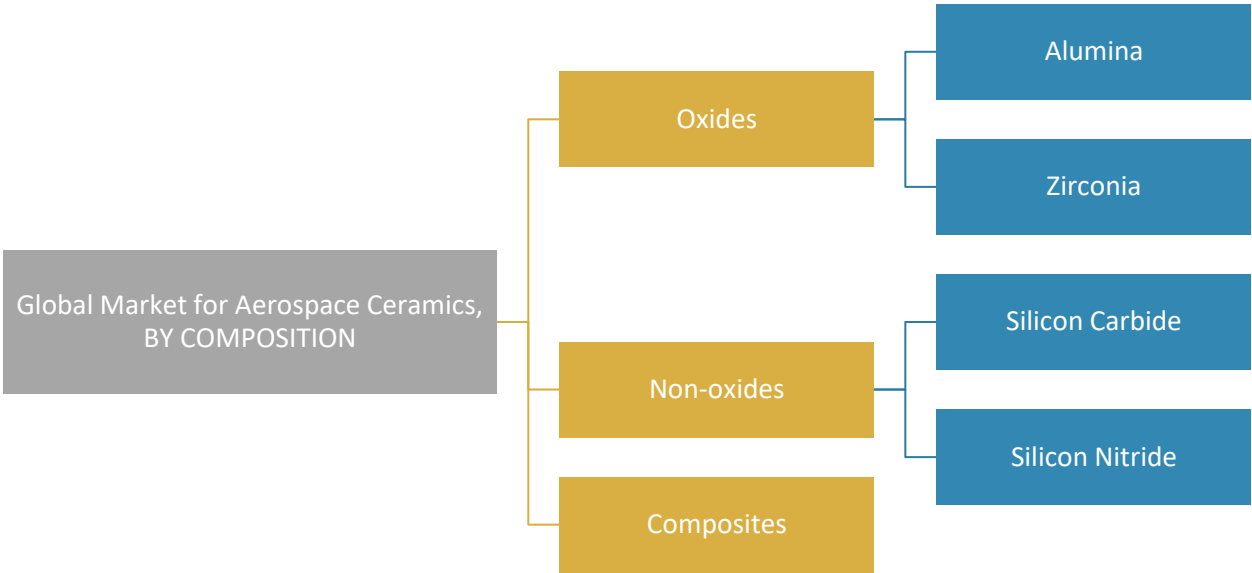 Global Market for Aerospace Ceramics,
BY COMPOSITION
Oxides
Alumina
Zirconia
Non-oxides
Silicon Carbide
Silicon Nitride
Composites